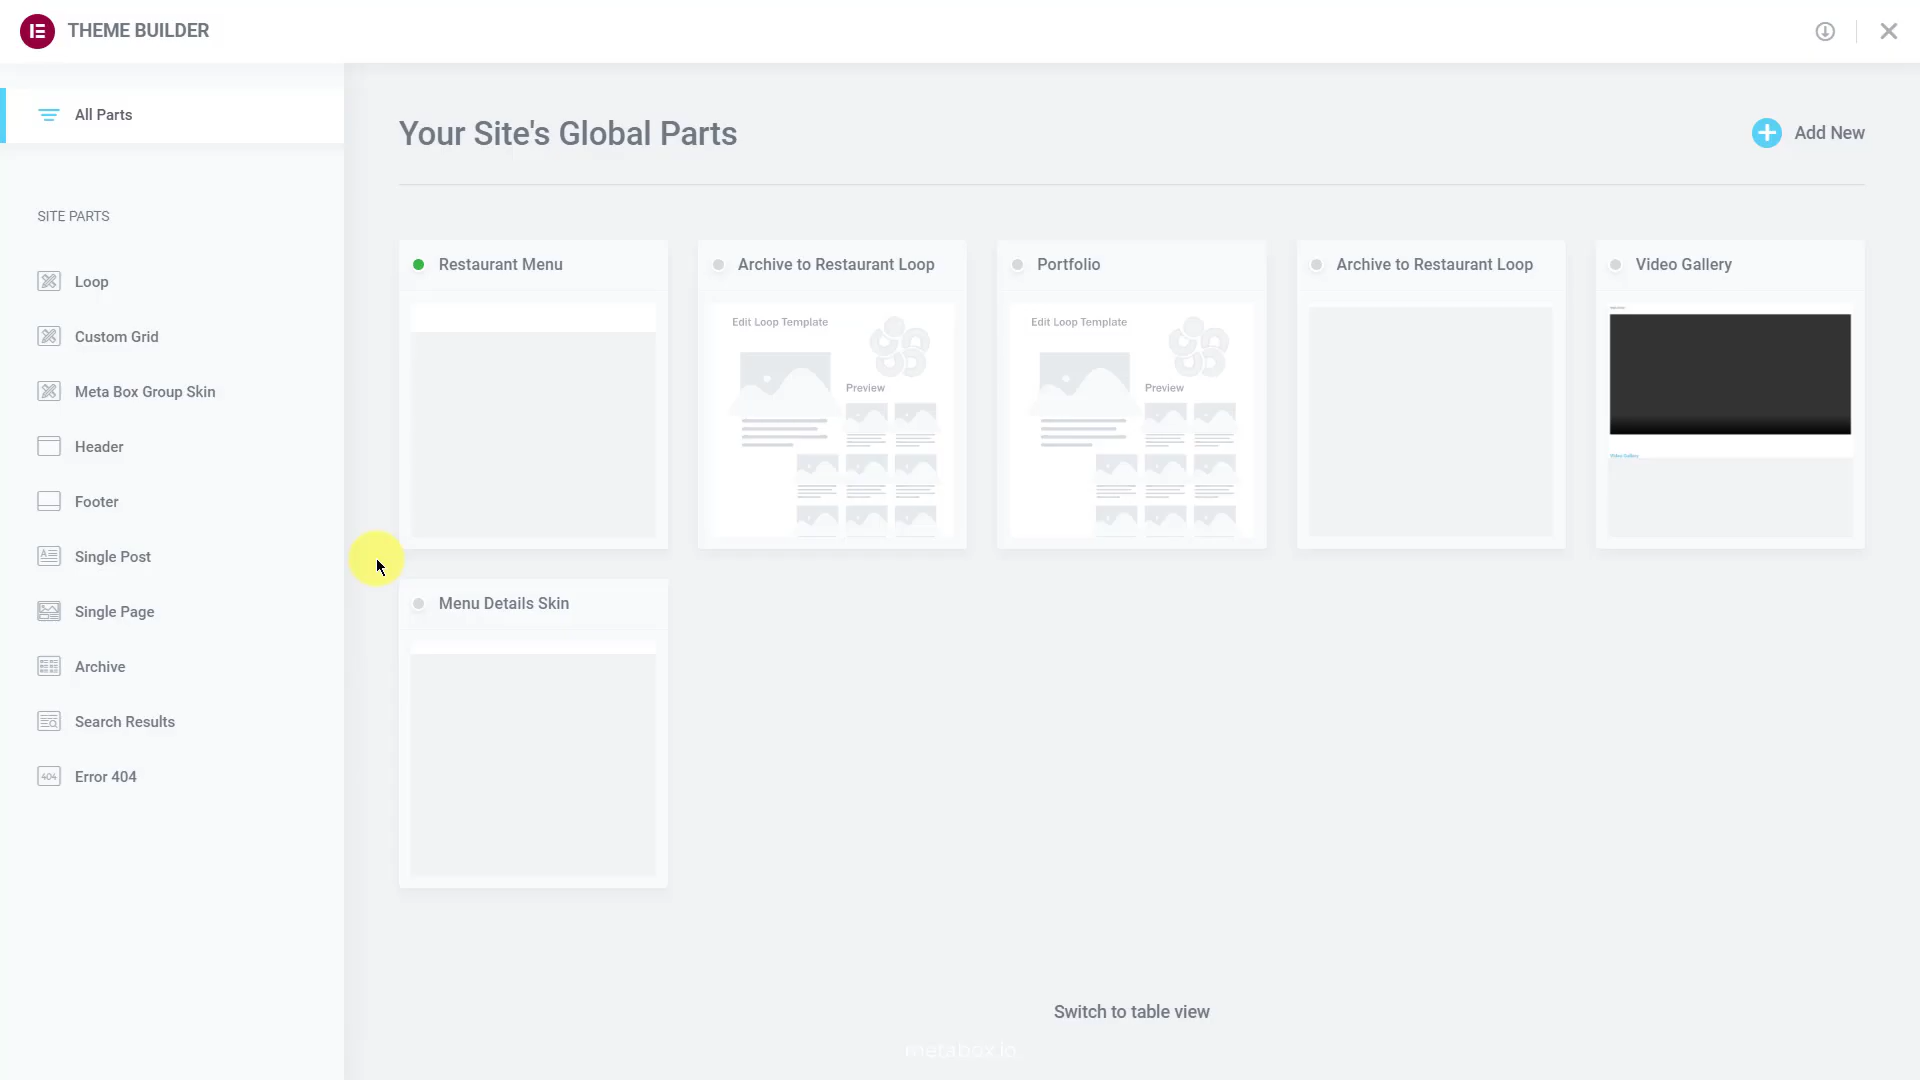 THEME BUILDER
All Parts
Your Site's Global Parts
Add New
SITE PARTS
Loop
Custom Grid
Meta Box Group Skin
Header
Footer
Single Post
Single Page
Archive
Search Results
404
Error 404
Restaurant Menu
Archive to Restaurant Loop
Portfolio
Archive to Restaurant Loop
Video Gallery
Edit Loop Template
Preview
Edit Loop Template
Preview
Video Gallery
Menu Details Skin
Switch to table view
metabox.io